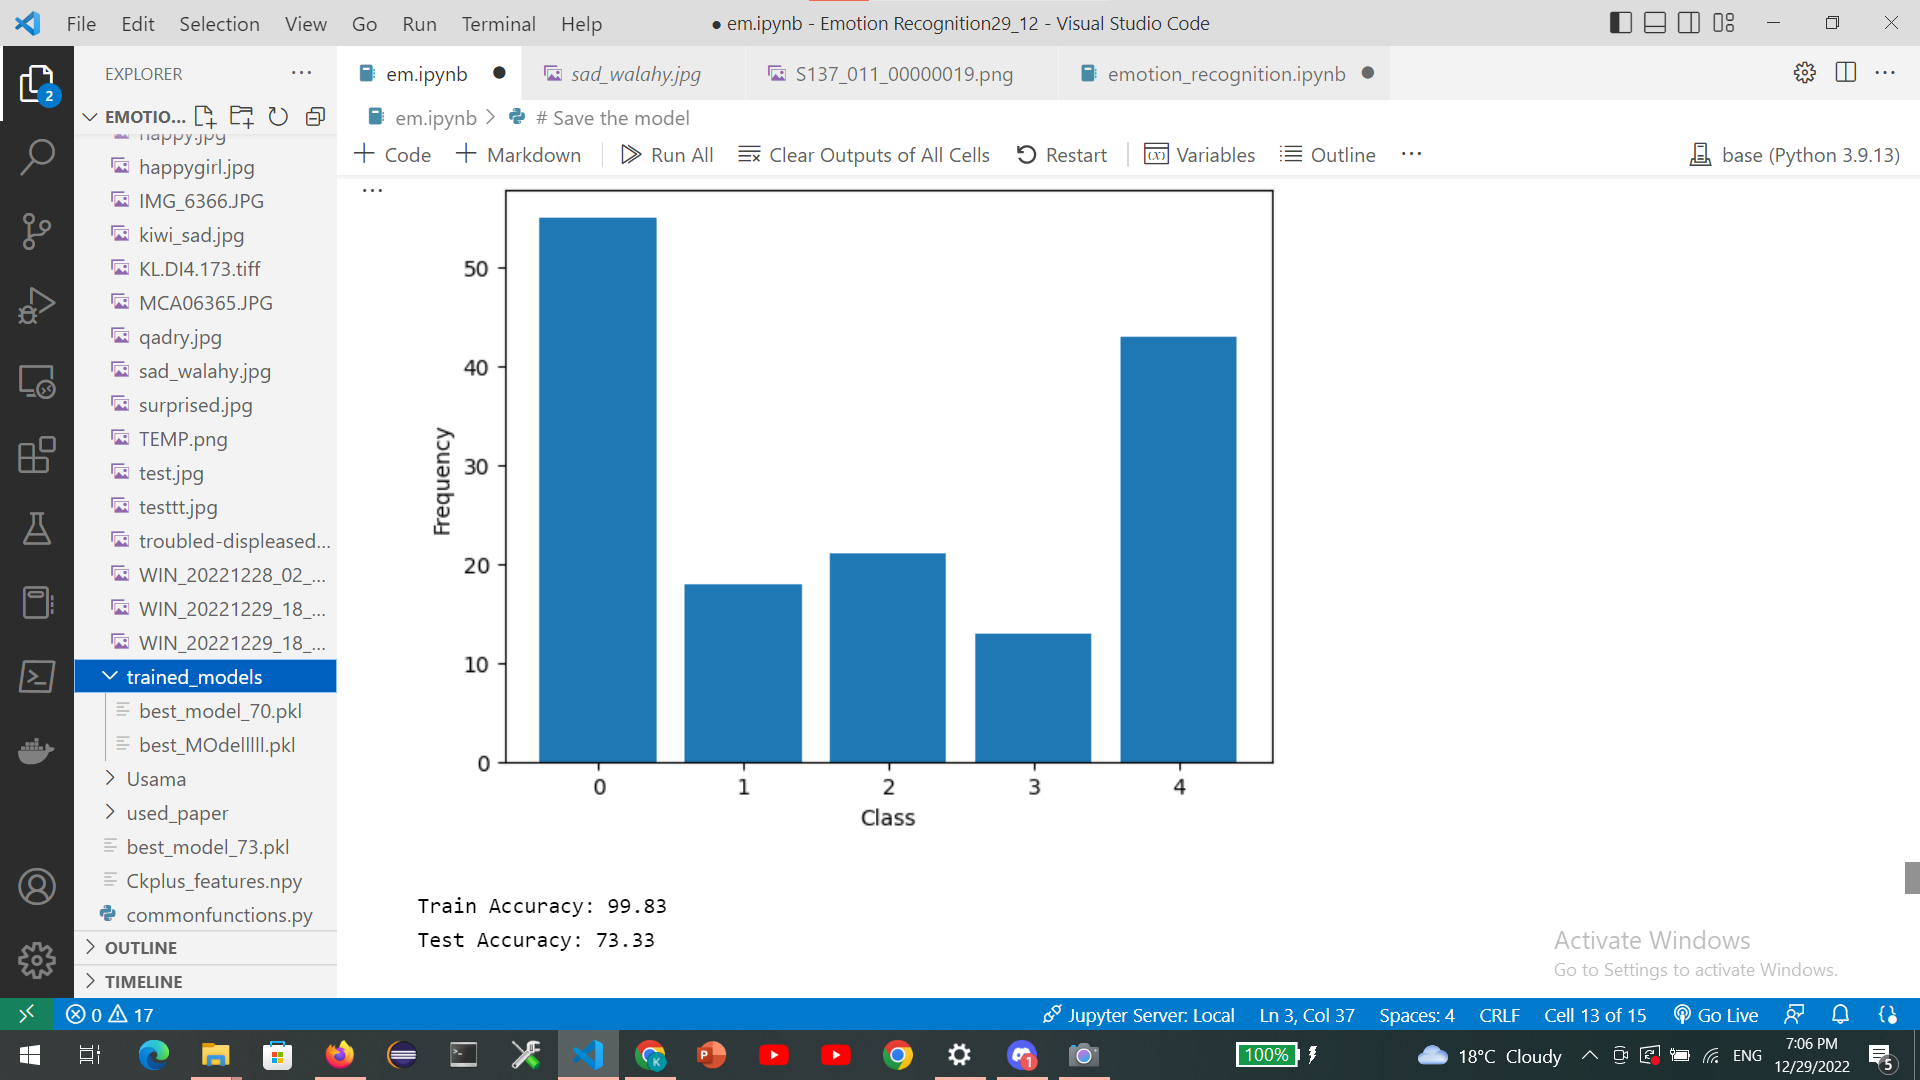 File Edit Selection View Go Run Terminal Help
● em.ipynb - Emotion Recognition29_12 - Visual Studio Code
EXPLORER
em.ipynb
sad_walahy.jpg
S137_011_00000019.png
emotion_recognition.ipynb
2
EMOTIO...
em.ipynb > # Save the model
Code
Markdown
Run All
Clear Outputs of All Cells
Restart
Variables
Outline
base (Python 3.9.13)
happy.jpg
happygirl.jpg
IMG_6366.JPG
kiwi_sad.jpg
KL.DI4.173.tiff
MCA06365.JPG
qadry.jpg
sad_walahy.jpg
surprised.jpg
TEMP.png
test.jpg
testtt.jpg
troubled-displeased...
WIN_20221228_02_...
WIN_20221229_18_...
WIN_20221229_18_...
trained_models
best_model_70.pkl
best_MOdelllll.pkl
Usama
used_paper
best_model_73.pkl
Ckplus_features.npy
commonfunctions.py
OUTLINE
TIMELINE
Frequency
50
40
30
20
10
0
0 1 2 3 4
Class
Train Accuracy: 99.83
Test Accuracy: 73.33
Activate Windows
Go to Settings to activate Windows.
0 17
Jupyter Server: Local
Ln 3, Col 37
Spaces: 4
CRLF
Cell 13 of 15
Go Live
100%
18°C Cloudy
ENG
7:06 PM
12/29/2022
5
1
K
P